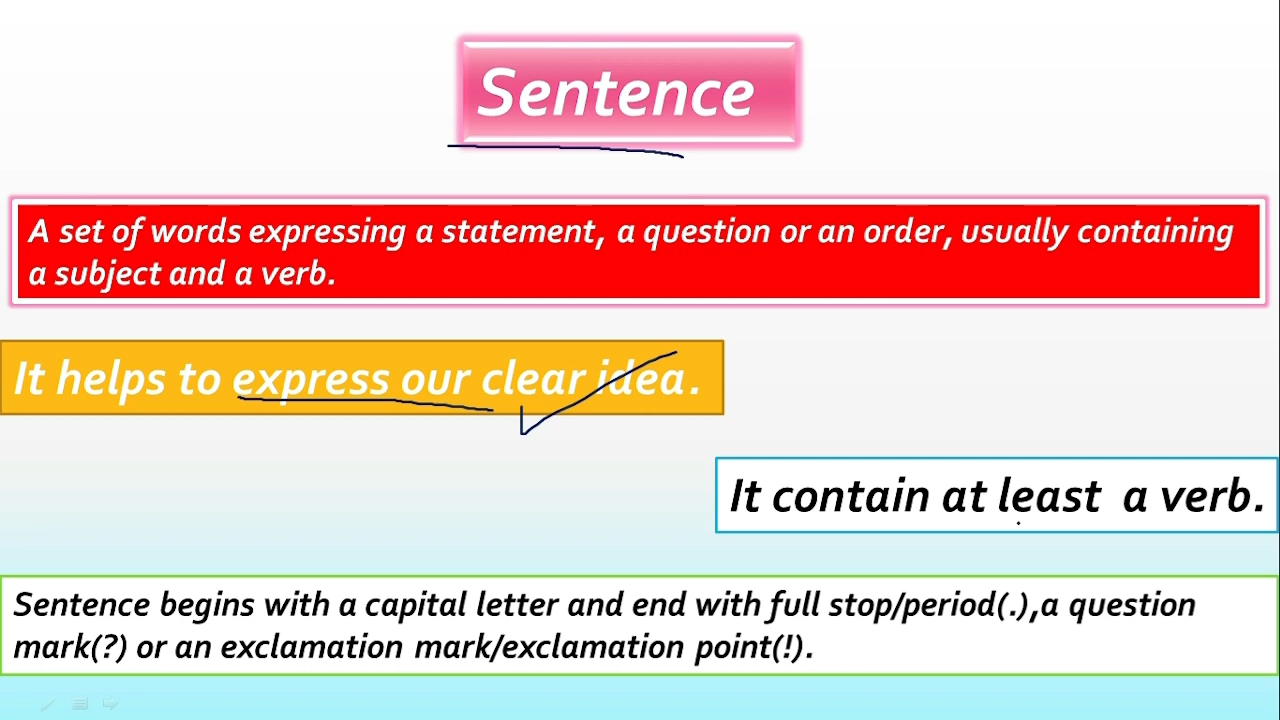 Sentence
A set of words expressing a statement, a question or an order, usually containing
a subject and a verb.
It helps to express our clear idea.
It contain at least a verb.
Sentence begins with a capital letter and end with full stop/period(.),a question
mark(?) or an exclamation mark/exclamation point(!).